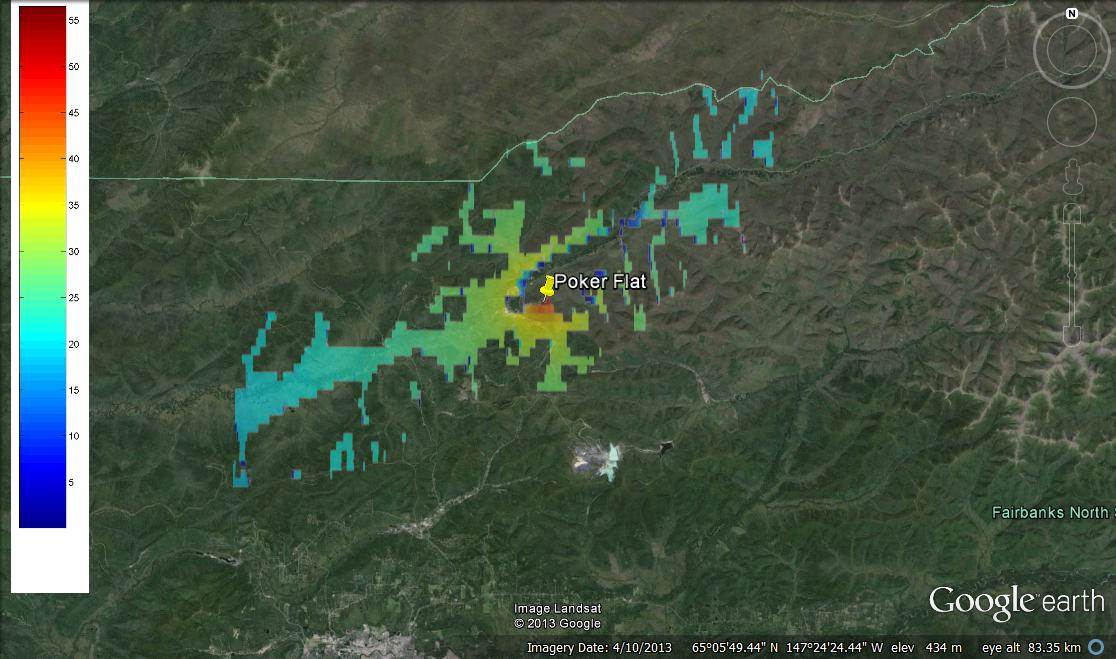 55
50
45
40
35
30
25
20
15
10
5
N
Poker Flat
Fairbanks North
Google earth
Image Landsat
© 2013 Google
Imagery Date: 4/10/2013 65°05'49.44" N 147°24'24.44" W elev 434 m eye alt 83.35 km